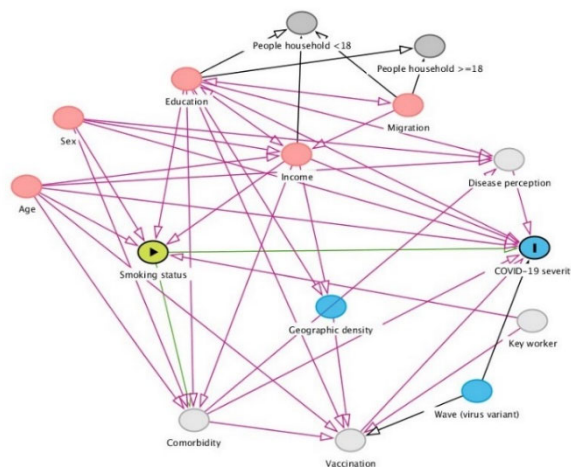 People household <18
People household >=18
Education
Migration
Sex
Income
Disease perception
Age
Smoking status
COVID-19 severit
Geographic density
Key worker
Wave (virus variant)
Comorbidity
Vaccination